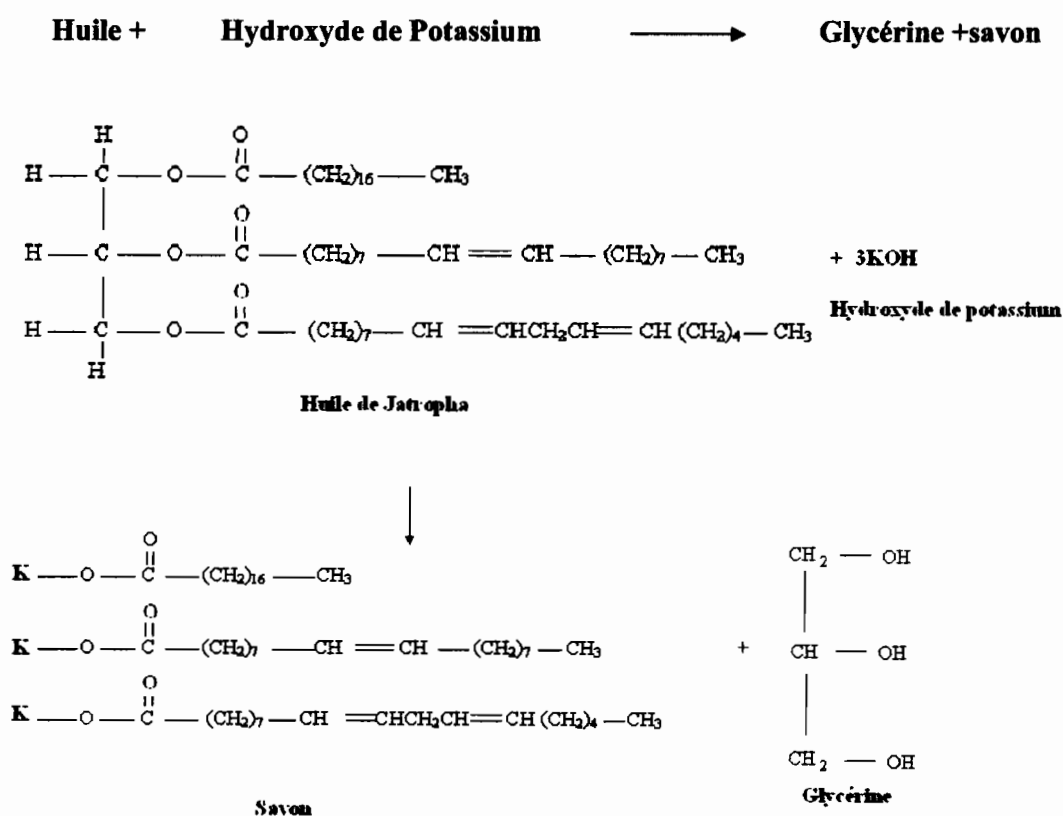 Huile + Hydroxyde de Potassium ⟶ Glycérine +savon
H O
H — C — O — C — (CH₂)₁₆ — CH₃
O
H — C — O — C — (CH₂)₇ — CH = CH — (CH₂)₇ — CH₃ + 3KOH
O
Hydroxyde de potassium
H — C — O — C — (CH₂)₇ — CH = CHCH₂CH = CH (CH₂)₄ — CH₃
H
Huile de Jatropha
O
K — O — C — (CH₂)₁₆ — CH₃
O
K — O — C — (CH₂)₇ — CH = CH — (CH₂)₇ — CH₃
O
K — O — C — (CH₂)₇ — CH = CHCH₂CH = CH (CH₂)₄ — CH₃
Savon
+
CH₂ — OH
CH — OH
CH₂ — OH
Glycérine